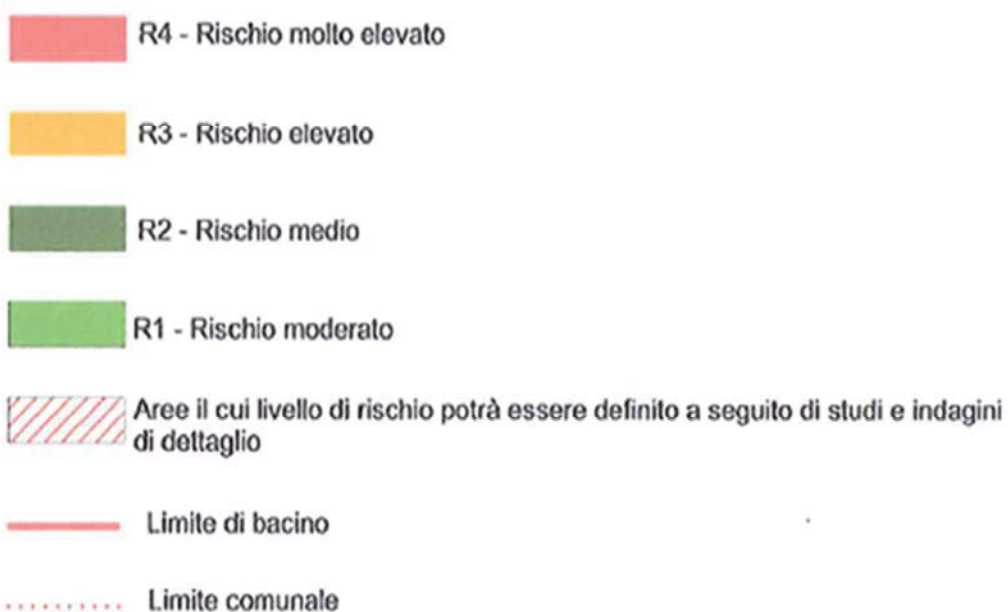 R4 - Rischio molto elevato
R3 - Rischio elevato
R2 - Rischio medio
R1 - Rischio moderato
Aree il cui livello di rischio potrà essere definito a seguito di studi e indagini
di dettaglio
Limite di bacino
Limite comunale